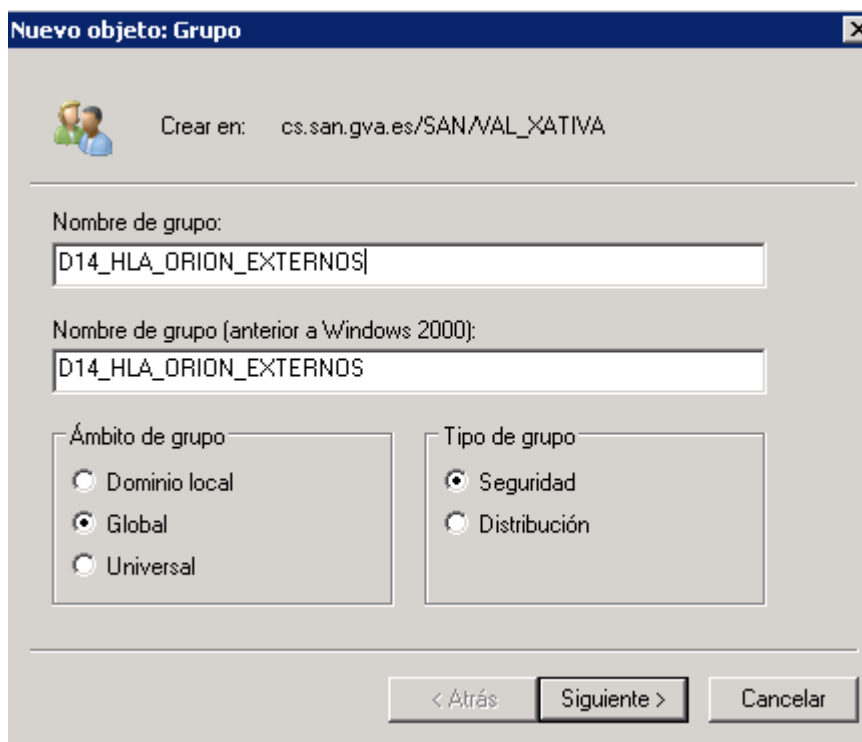 Nuevo objeto: Grupo
Crear en: cs.san.gva.es/SAN/VAL_XATIVA
Nombre de grupo:
D14_HLA_ORION_EXTERNOS
Nombre de grupo (anterior a Windows 2000):
D14_HLA_ORION_EXTERNOS
Ámbito de grupo
Dominio local
Global
Universal
Tipo de grupo
Seguridad
Distribución
< Atrás Siguiente > Cancelar